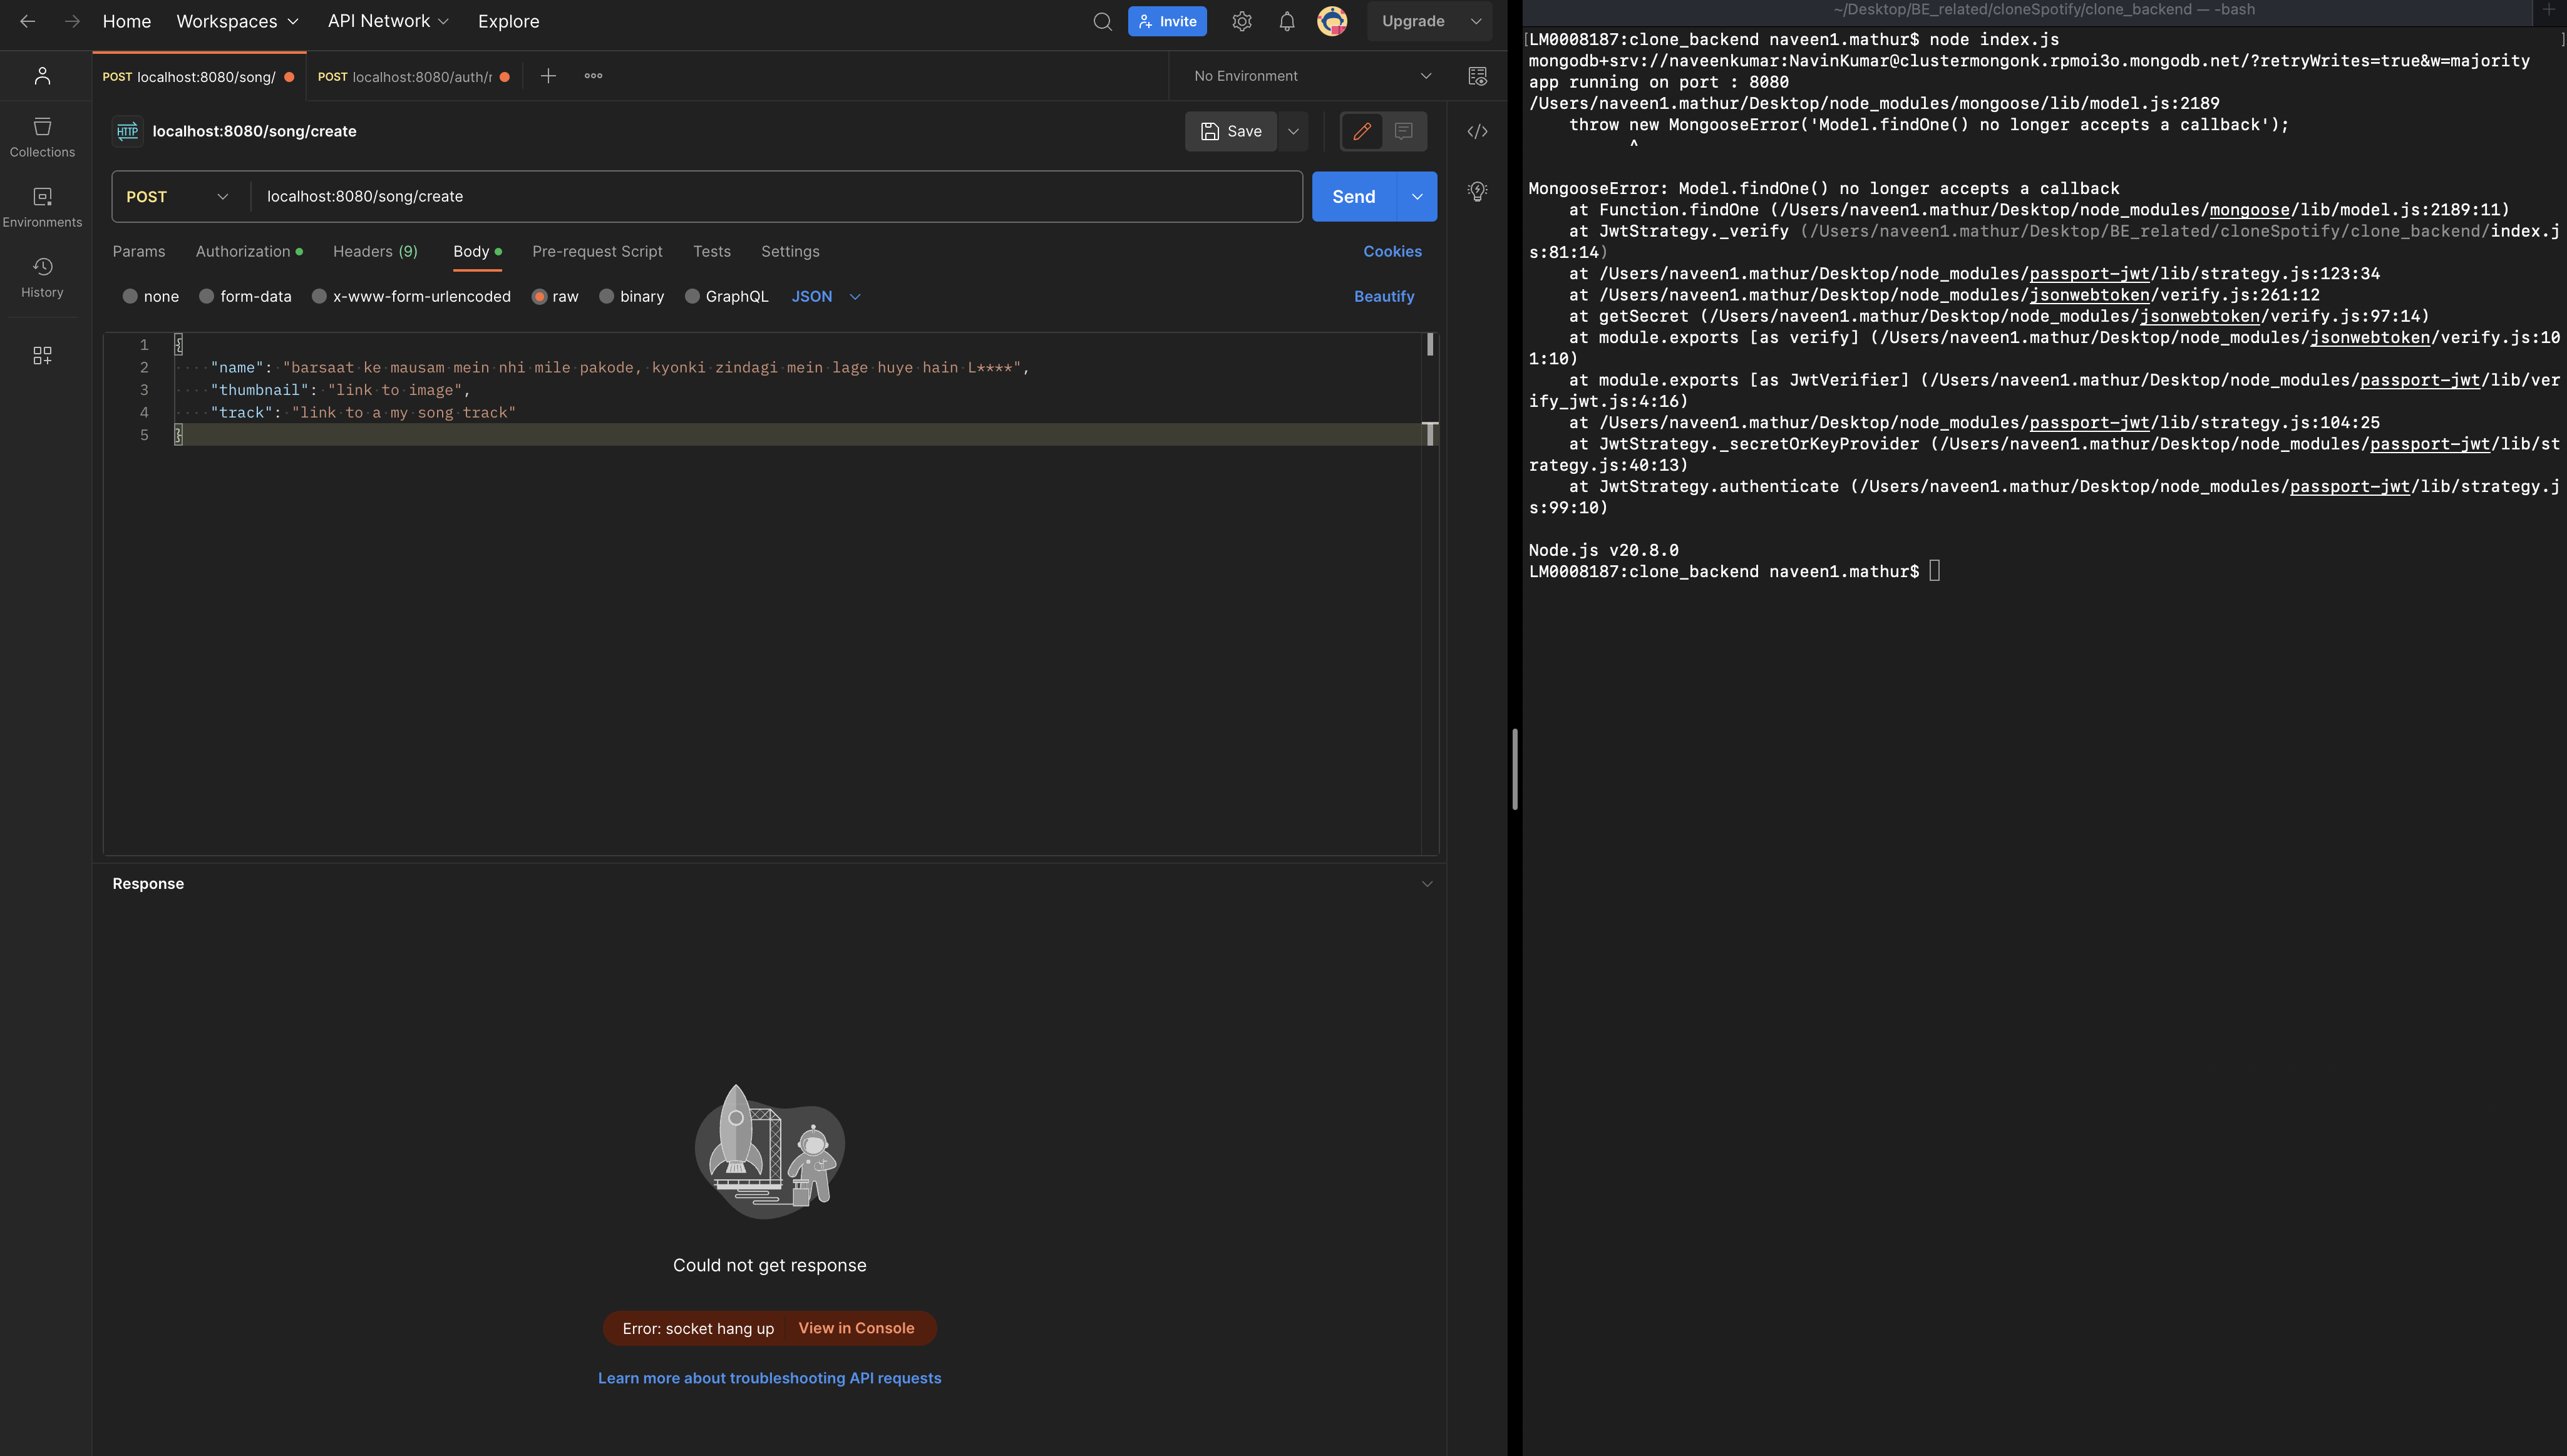 Home Workspaces API Network Explore Invite Upgrade
POST localhost:8080/song/ POST localhost:8080/auth/r No Environment
HTTP localhost:8080/song/create Save
Collections
Environments
History
POST localhost:8080/song/create Send
Params Authorization Headers (9) Body Pre-request Script Tests Settings Cookies
none form-data x-www-form-urlencoded raw binary GraphQL JSON Beautify
1 {
2 "name": "barsaat ke mausam mein nhi mile pakode, kyonki zindagi mein lage huye hain L****",
3 "thumbnail": "link to image",
4 "track": "link to a my song track"
5 }
Response
Could not get response
Error: socket hang up View in Console
Learn more about troubleshooting API requests
~/Desktop/BE_related/cloneSpotify/clone_backend — -bash
[LM0008187:clone_backend naveen1.mathur$ node index.js ]
mongodb+srv://naveenkumar:NavinKumar@clustermongonk.rpmoi3o.mongodb.net/?retryWrites=true&w=majority
app running on port : 8080
/Users/naveen1.mathur/Desktop/node_modules/mongoose/lib/model.js:2189
throw new MongooseError('Model.findOne() no longer accepts a callback');
^
MongooseError: Model.findOne() no longer accepts a callback
at Function.findOne (/Users/naveen1.mathur/Desktop/node_modules/mongoose/lib/model.js:2189:11)
at JwtStrategy._verify (/Users/naveen1.mathur/Desktop/BE_related/cloneSpotify/clone_backend/index.j
s:81:14)
at /Users/naveen1.mathur/Desktop/node_modules/passport-jwt/lib/strategy.js:123:34
at /Users/naveen1.mathur/Desktop/node_modules/jsonwebtoken/verify.js:261:12
at getSecret (/Users/naveen1.mathur/Desktop/node_modules/jsonwebtoken/verify.js:97:14)
at module.exports [as verify] (/Users/naveen1.mathur/Desktop/node_modules/jsonwebtoken/verify.js:10
1:10)
at module.exports [as JwtVerifier] (/Users/naveen1.mathur/Desktop/node_modules/passport-jwt/lib/ver
ify_jwt.js:4:16)
at /Users/naveen1.mathur/Desktop/node_modules/passport-jwt/lib/strategy.js:104:25
at JwtStrategy._secretOrKeyProvider (/Users/naveen1.mathur/Desktop/node_modules/passport-jwt/lib/st
rategy.js:40:13)
at JwtStrategy.authenticate (/Users/naveen1.mathur/Desktop/node_modules/passport-jwt/lib/strategy.j
s:99:10)
Node.js v20.8.0
LM0008187:clone_backend naveen1.mathur$